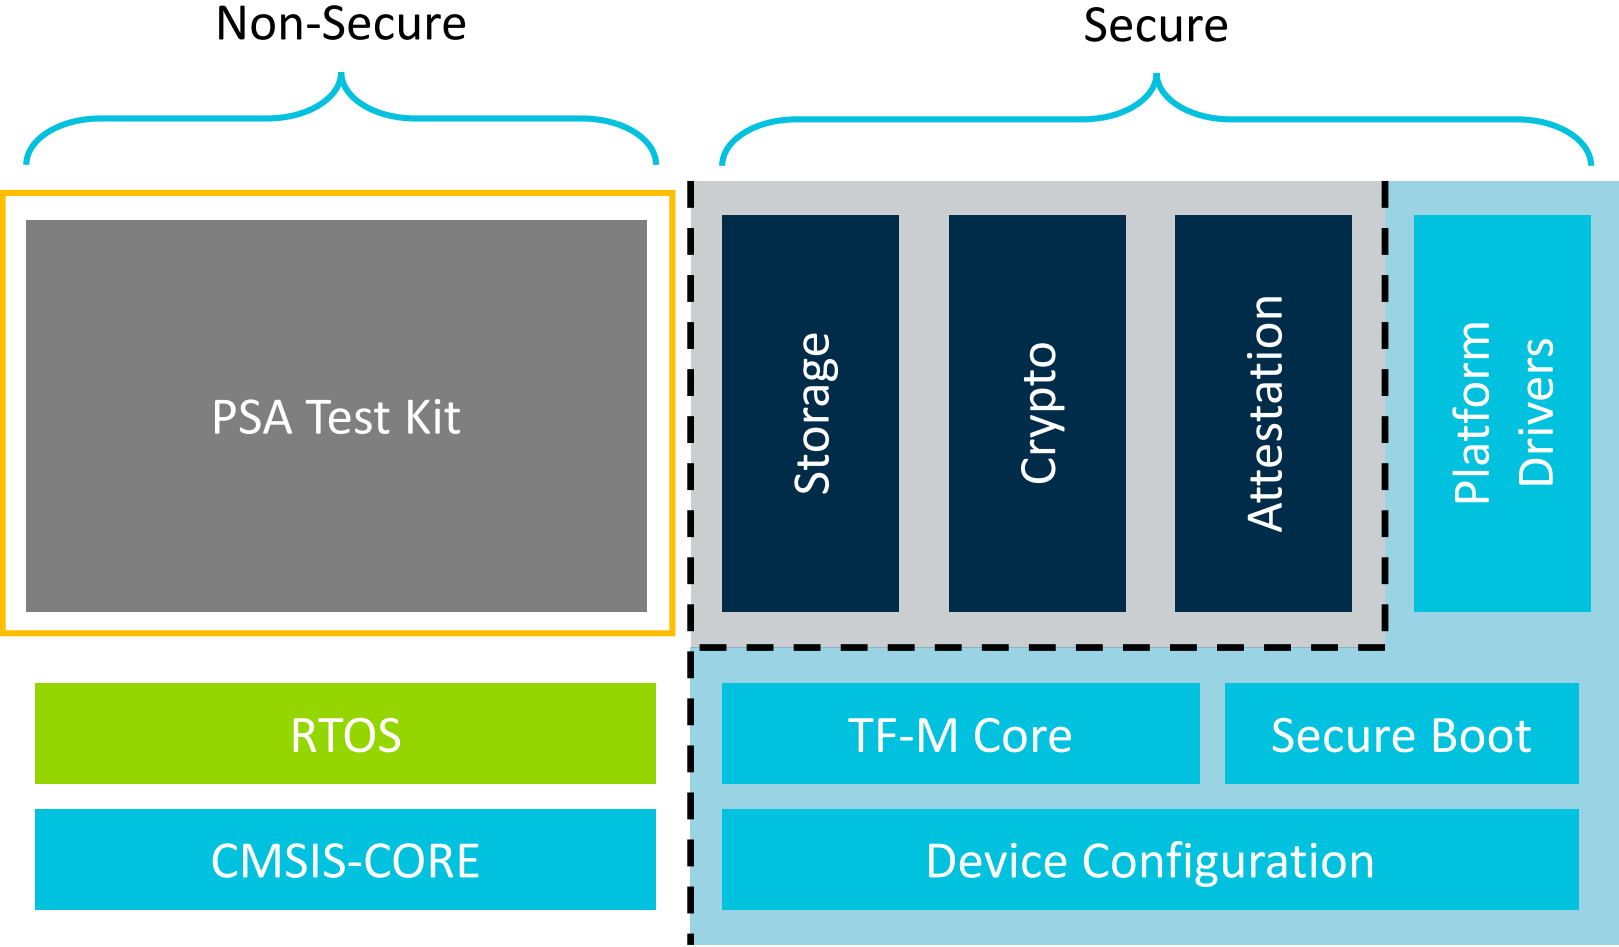 Non-Secure
Secure
PSA Test Kit
Storage
Crypto
Attestation
Platform
Drivers
RTOS
TF-M Core
Secure Boot
CMSIS-CORE
Device Configuration